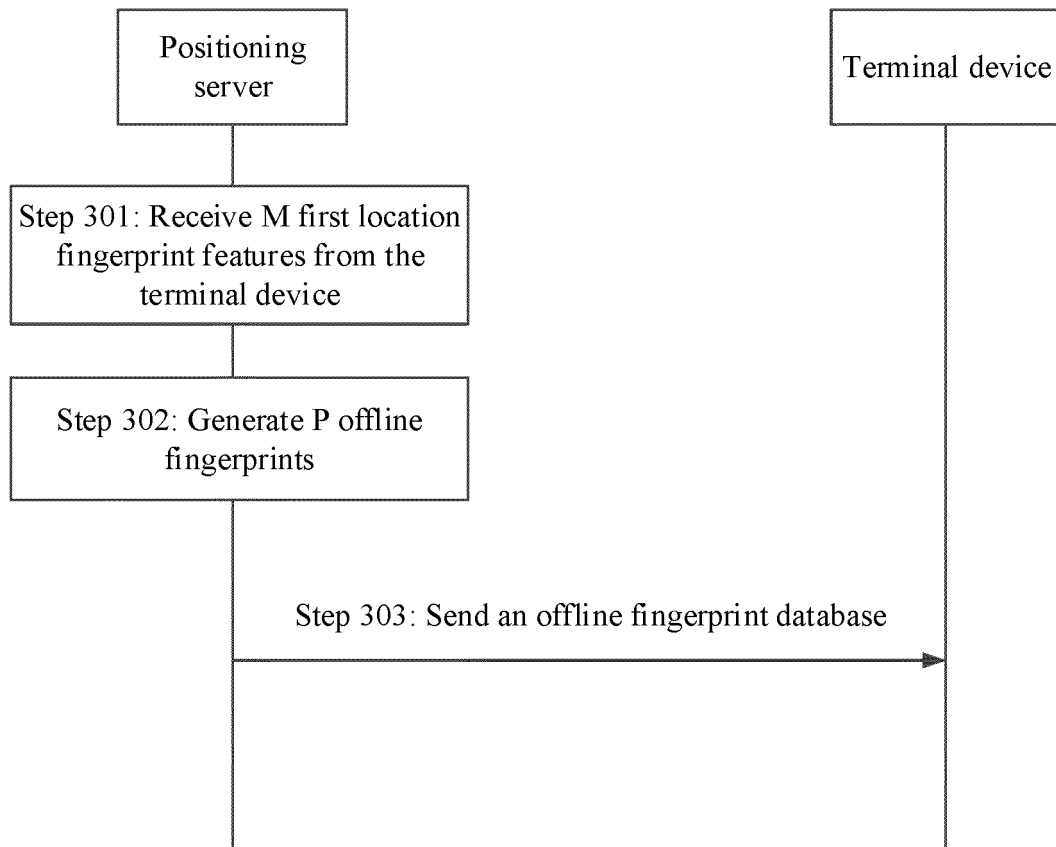 Positioning
server
Terminal device
Step 301: Receive M first location
fingerprint features from the
terminal device
Step 302: Generate P offline
fingerprints
Step 303: Send an offline fingerprint database